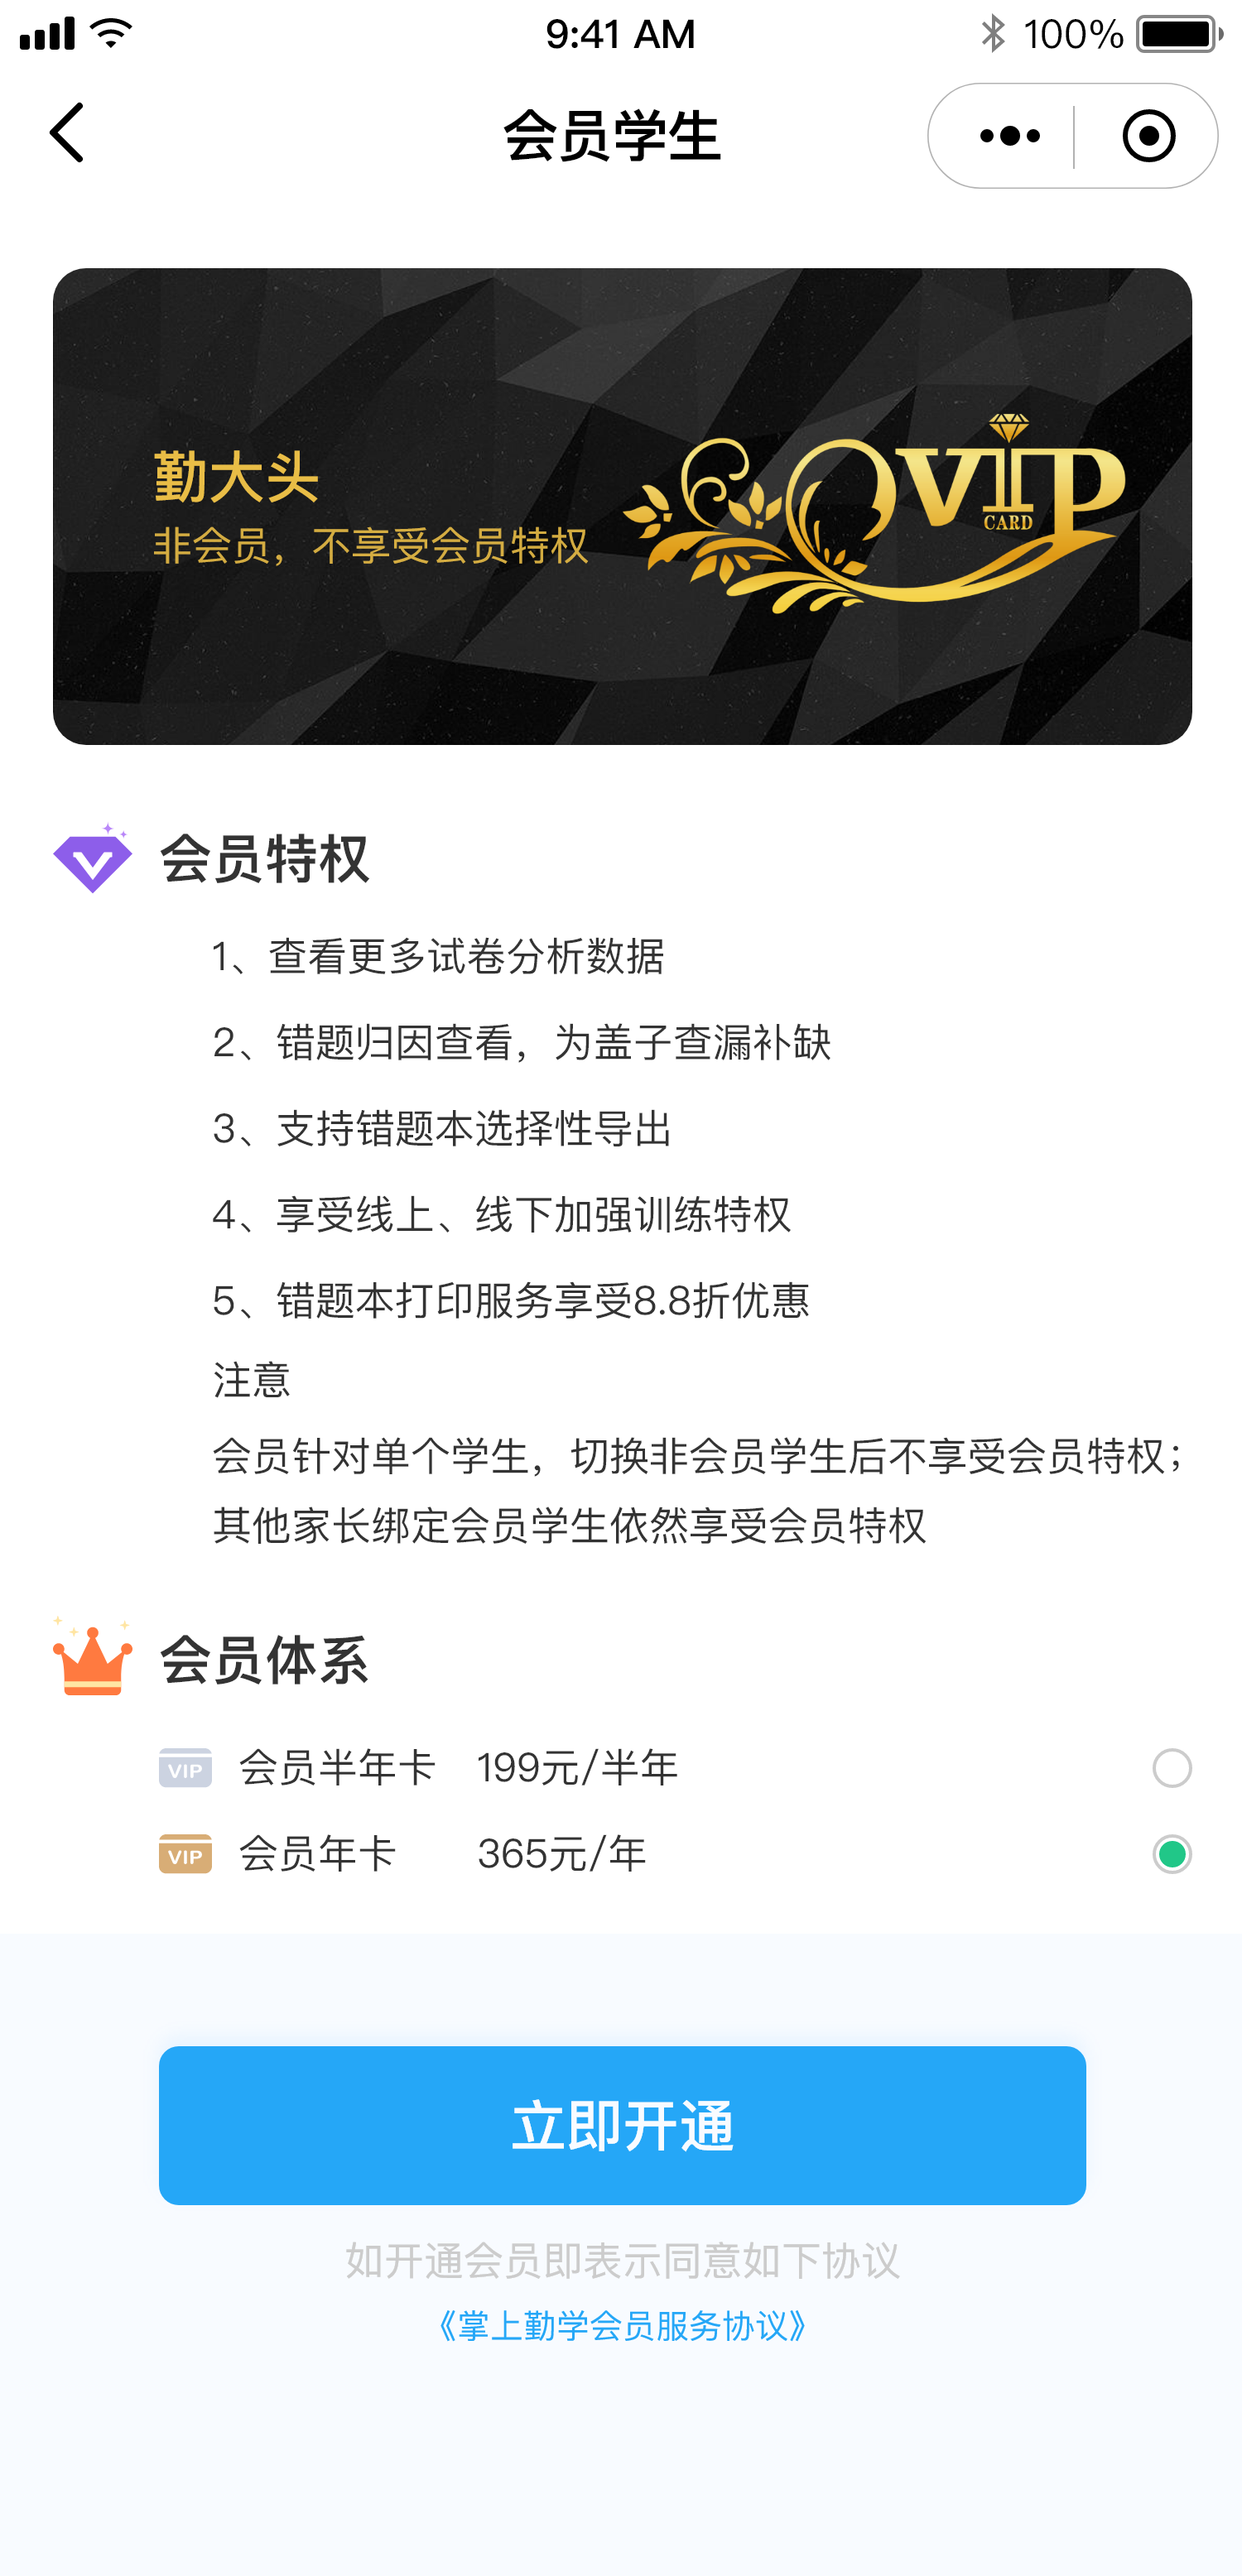 9:41 AM
100%
会员学生
勤大头
非会员，不享受会员特权
VIP
CARD
会员特权
1、查看更多试卷分析数据
2、错题归因查看，为盖子查漏补缺
3、支持错题本选择性导出
4、享受线上、线下加强训练特权
5、错题本打印服务享受8.8折优惠
注意
会员针对单个学生，切换非会员学生后不享受会员特权；
其他家长绑定会员学生依然享受会员特权
会员体系
VIP 会员半年卡 199元/半年
VIP 会员年卡 365元/年
立即开通
如开通会员即表示同意如下协议
《掌上勤学会员服务协议》